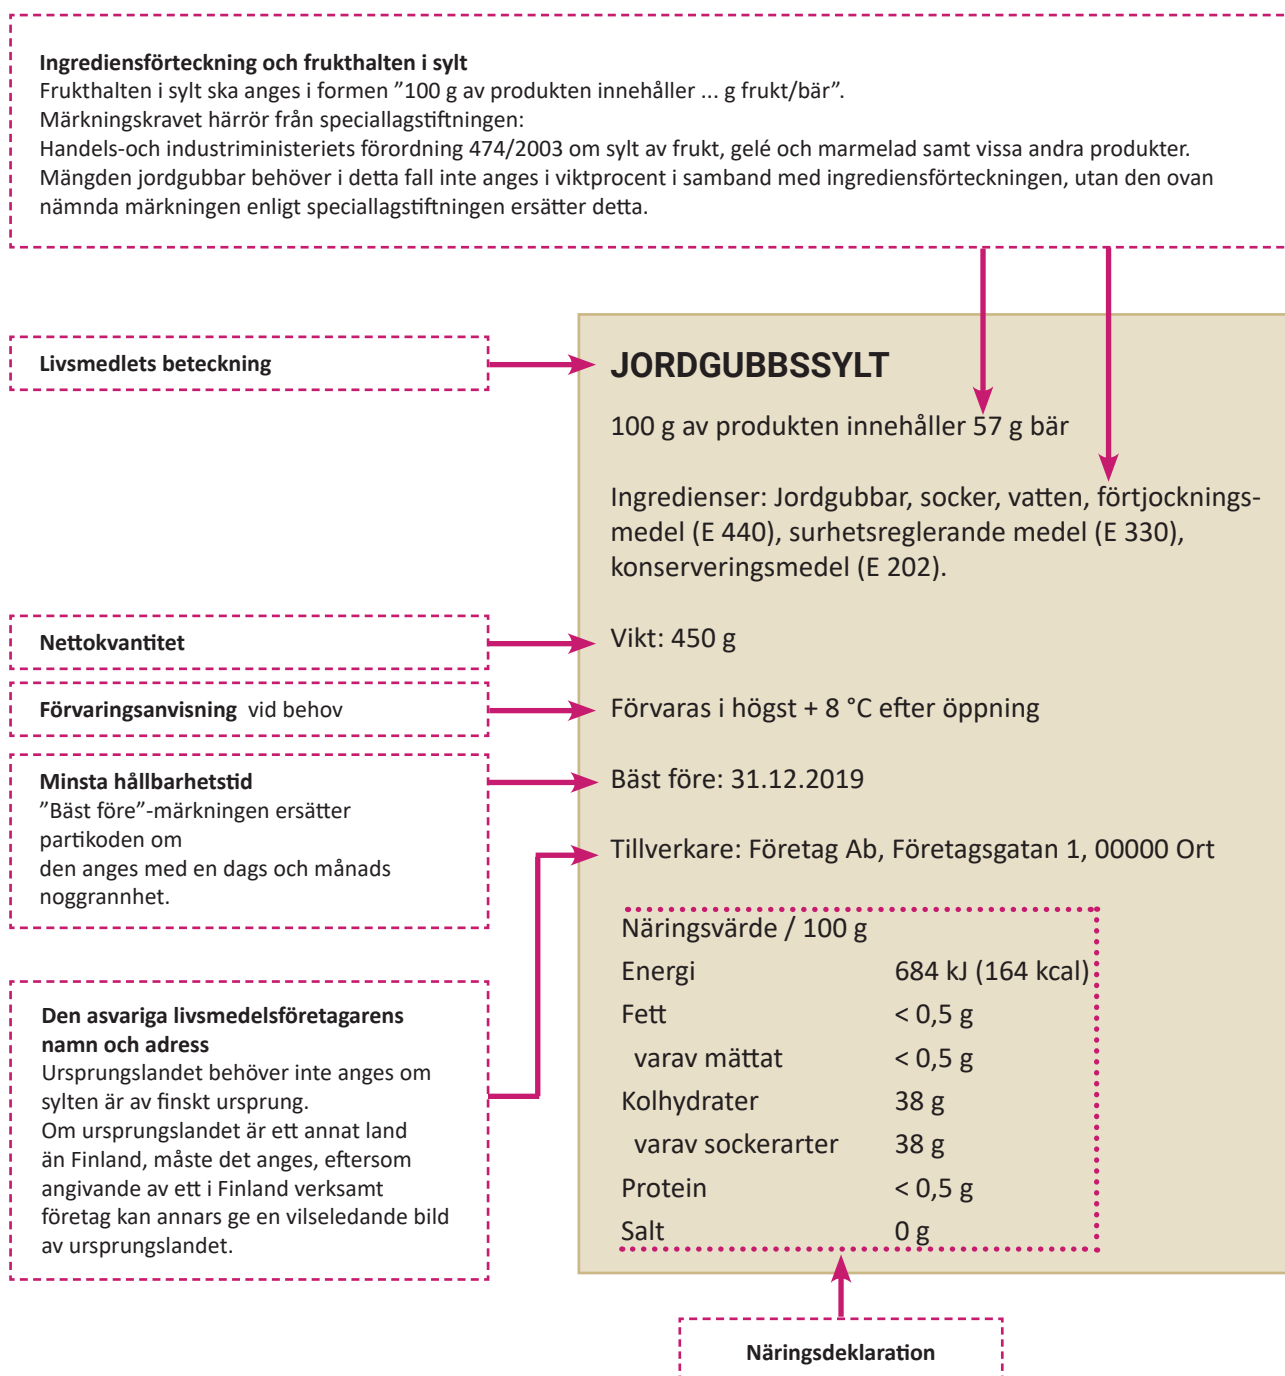 Ingrediensförteckning och frukthalten i sylt
Frukthalten i sylt ska anges i formen ”100 g av produkten innehåller ... g frukt/bär”.
Märkningskravet härrör från speciallagstiftningen:
Handels-och industriministeriets förordning 474/2003 om sylt av frukt, gelé och marmelad samt vissa andra produkter.
Mängden jordgubbar behöver i detta fall inte anges i viktprocent i samband med ingrediensförteckningen, utan den ovan
nämnda märkningen enligt speciallagstiftningen ersätter detta.
Livsmedlets beteckning
JORDGUBBSSYLT
100 g av produkten innehåller 57 g bär
Ingredienser: Jordgubbar, socker, vatten, förtjocknings-
medel (E 440), surhetsreglerande medel (E 330),
konserveringsmedel (E 202).
Nettokvantitet
Vikt: 450 g
Förvaringsanvisning vid behov
Förvaras i högst + 8 °C efter öppning
Minsta hållbarhetstid
”Bäst före”-märkningen ersätter
partikoden om
den anges med en dags och månads
noggrannhet.
Bäst före: 31.12.2019
Tillverkare: Företag Ab, Företagsgatan 1, 00000 Ort
Den asvariga livsmedelsföretagarens
namn och adress
Ursprungslandet behöver inte anges om
sylten är av finskt ursprung.
Om ursprungslandet är ett annat land
än Finland, måste det anges, eftersom
angivande av ett i Finland verksamt
företag kan annars ge en vilseledande bild
av ursprungslandet.
Näringsvärde / 100 g
Energi 684 kJ (164 kcal)
Fett < 0,5 g
varav mättat < 0,5 g
Kolhydrater 38 g
varav sockerarter 38 g
Protein < 0,5 g
Salt 0 g
Näringsdeklaration